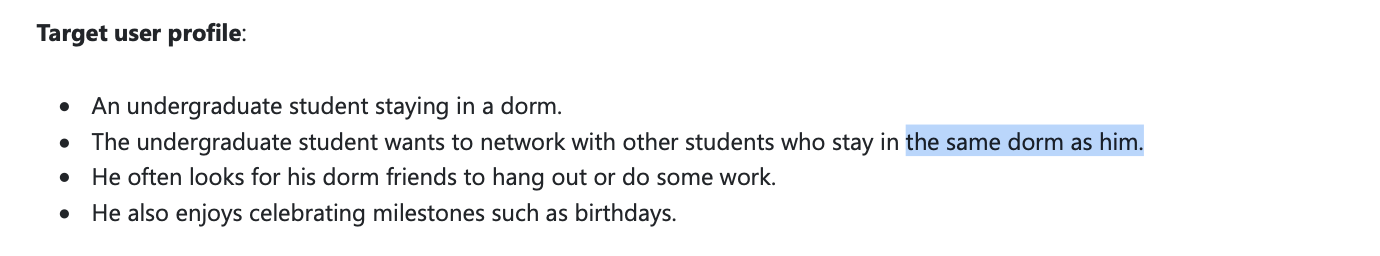 Target user profile:
• An undergraduate student staying in a dorm.
• The undergraduate student wants to network with other students who stay in the same dorm as him.
• He often looks for his dorm friends to hang out or do some work.
• He also enjoys celebrating milestones such as birthdays.